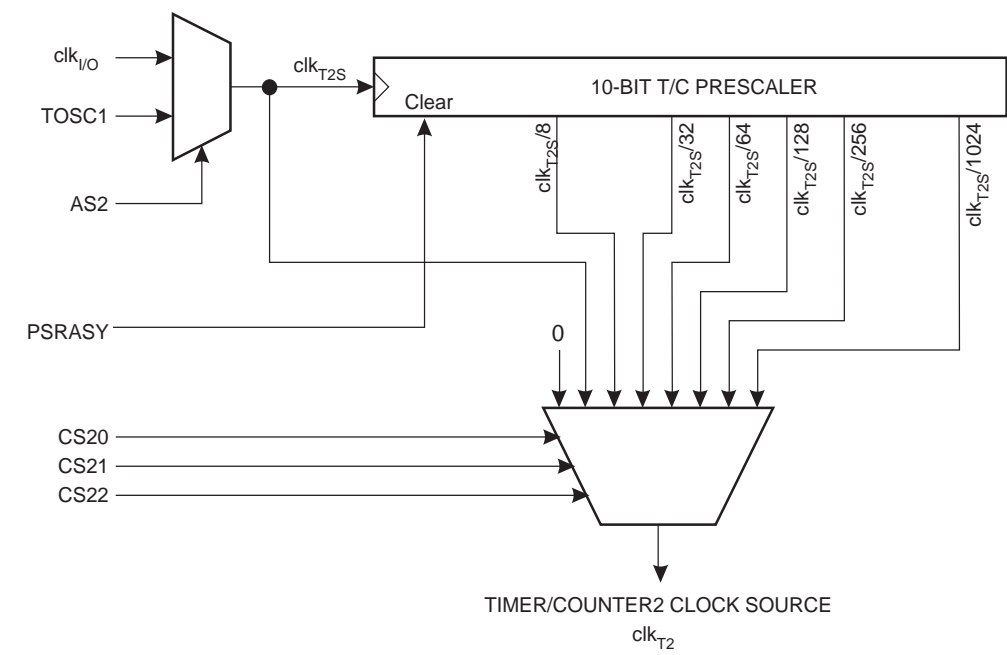 clkI/O
clkT2S
10-BIT T/C PRESCALER
TOSC1
Clear
clkT2S/8
clkT2S/32
clkT2S/64
clkT2S/128
clkT2S/256
clkT2S/1024
AS2
PSRASY
0
CS20
CS21
CS22
TIMER/COUNTER2 CLOCK SOURCE
clkT2